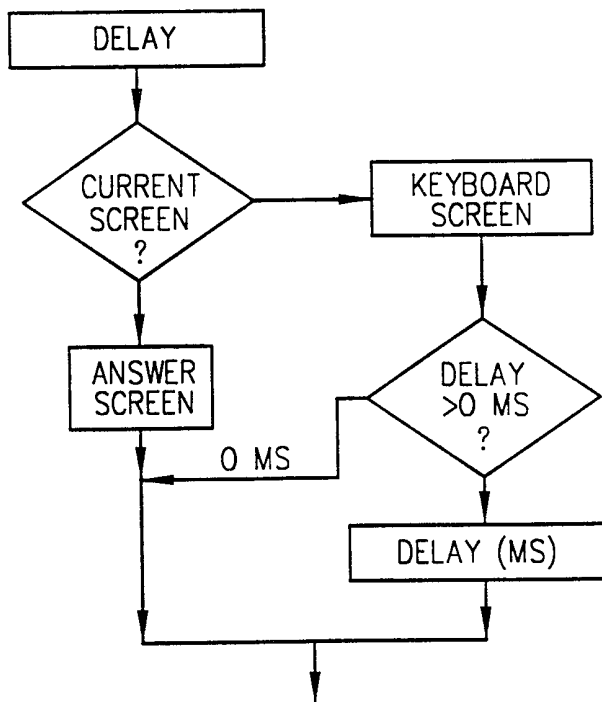 DELAY
CURRENT
SCREEN
?
KEYBOARD
SCREEN
ANSWER
SCREEN
DELAY
>0 MS
?
0 MS
DELAY (MS)